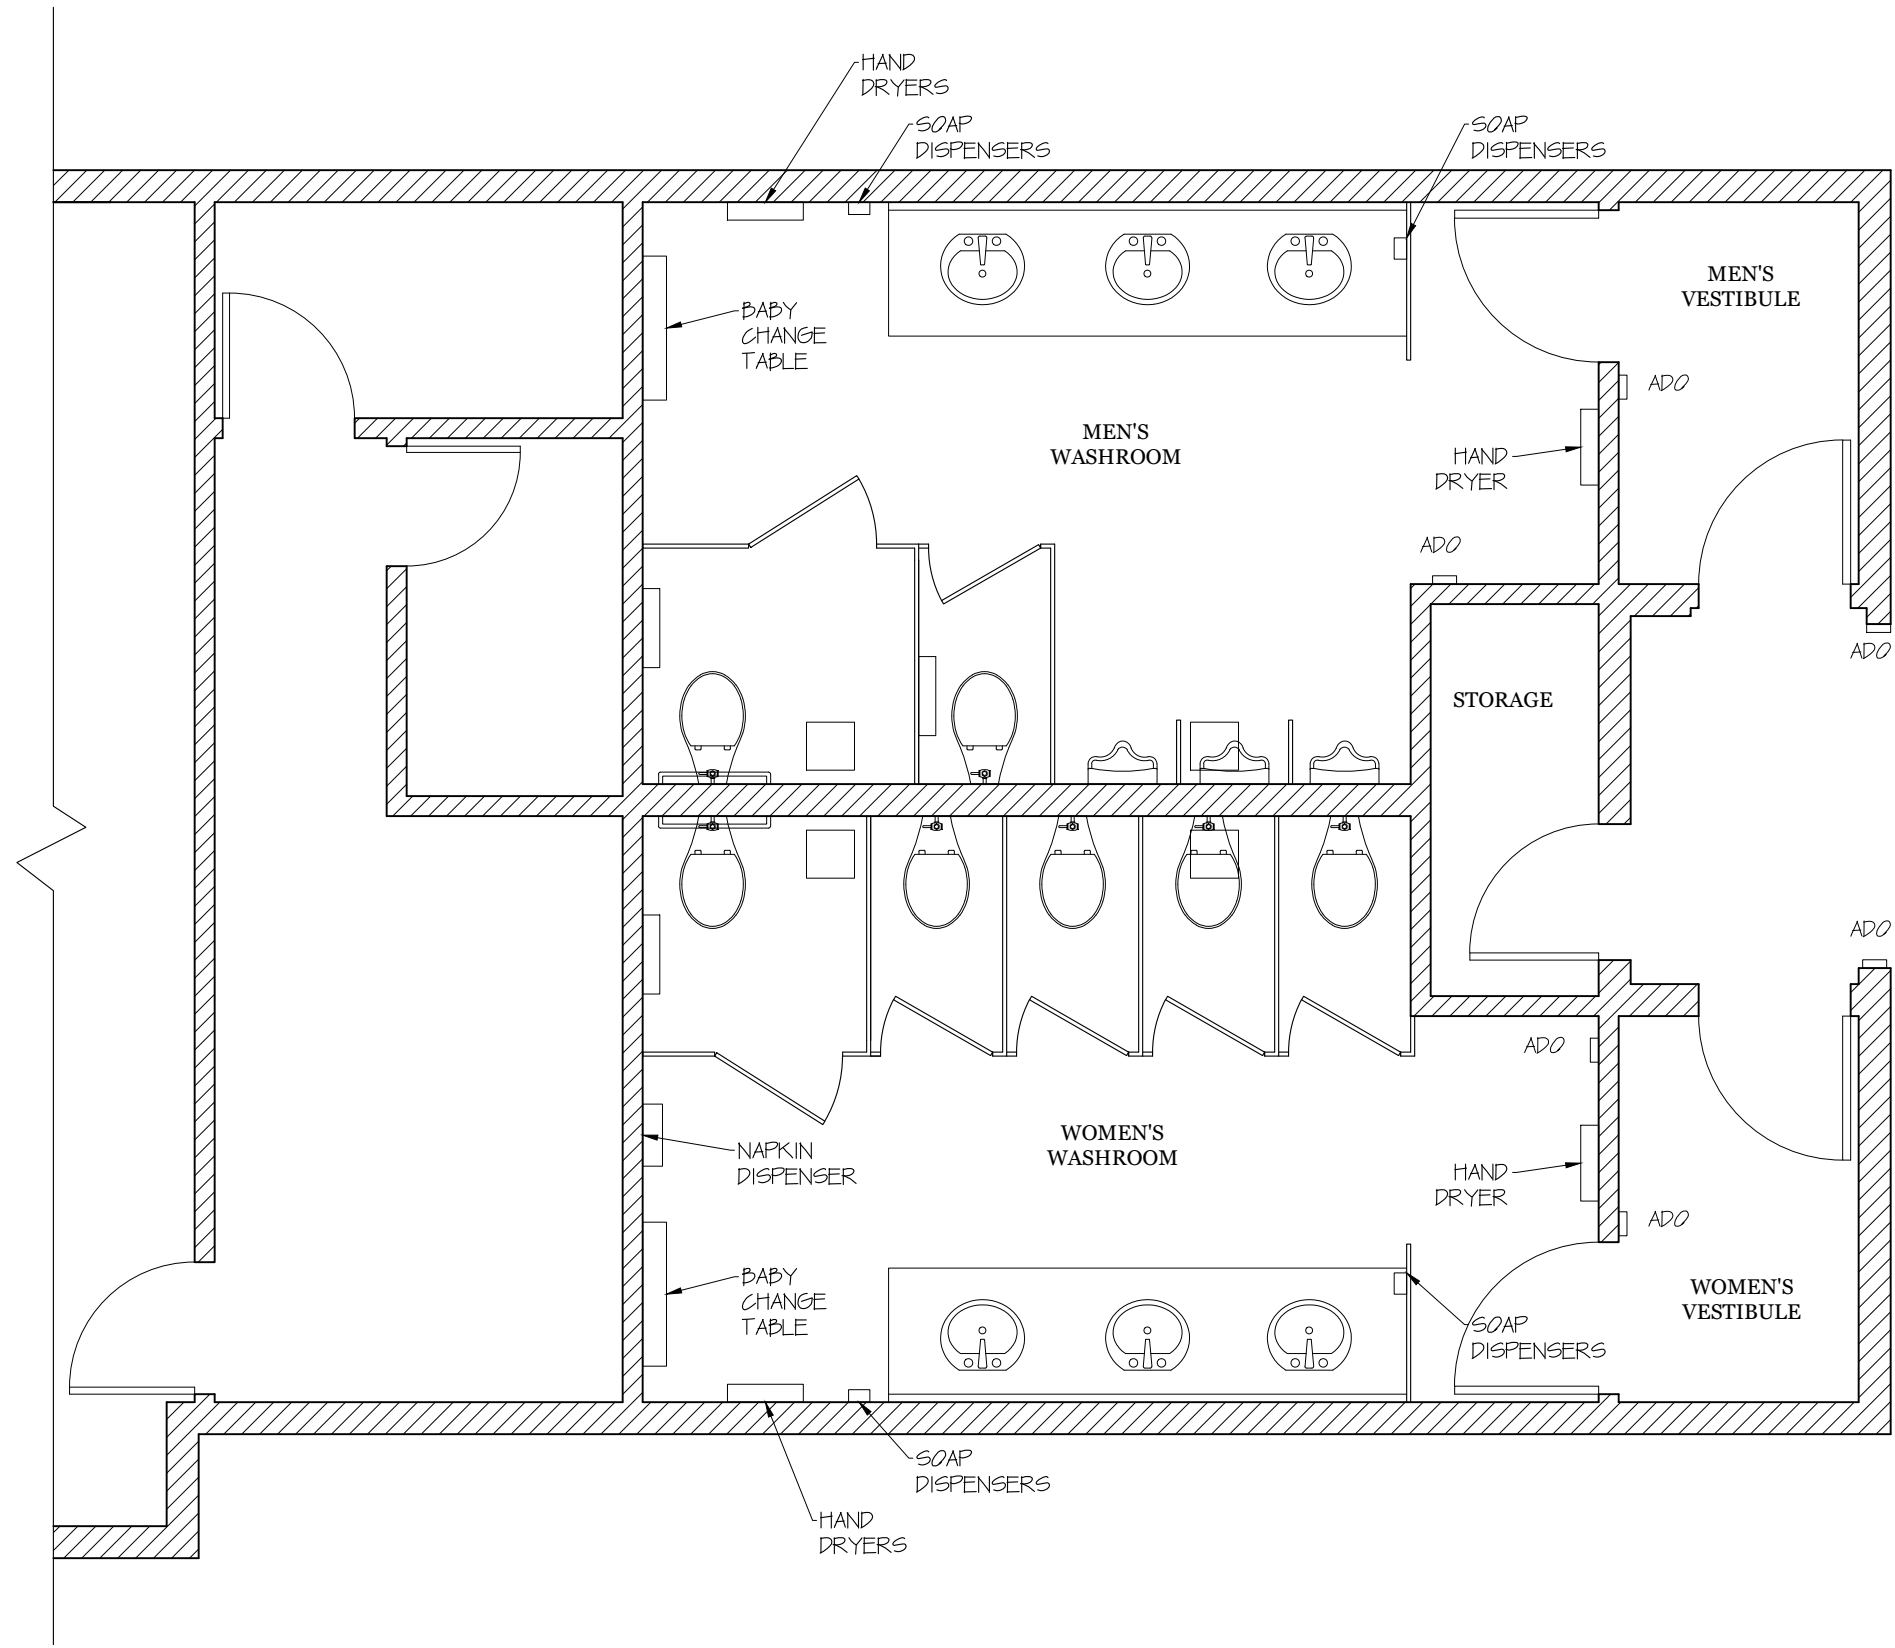 HAND
DRYERS
SOAP
DISPENSERS
SOAP
DISPENSERS
MEN'S
VESTIBULE
BABY
CHANGE
TABLE
ADO
MEN'S
WASHROOM
HAND
DRYER
ADO
ADO
STORAGE
ADO
ADO
WOMEN'S
WASHROOM
NAPKIN
DISPENSER
HAND
DRYER
ADO
BABY
CHANGE
TABLE
WOMEN'S
VESTIBULE
SOAP
DISPENSERS
SOAP
DISPENSERS
HAND
DRYERS